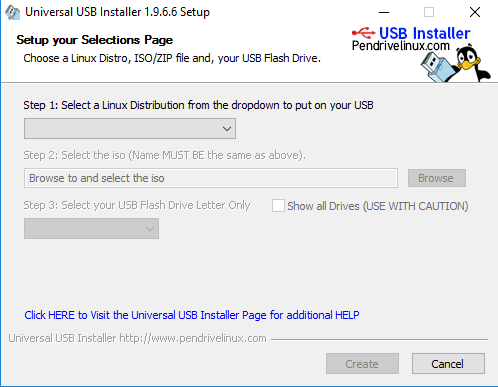 Universal USB Installer 1.9.6.6 Setup
Setup your Selections Page
Choose a Linux Distro, ISO/ZIP file and, your USB Flash Drive.
USB Installer
Pendrivelinux.com
Step 1: Select a Linux Distribution from the dropdown to put on your USB
Step 2: Select the iso (Name MUST BE the same as above).
Browse to and select the iso
Browse
Step 3: Select your USB Flash Drive Letter Only
Show all Drives (USE WITH CAUTION)
Click HERE to Visit the Universal USB Installer Page for additional HELP
Universal USB Installer http://www.pendrivelinux.com
Create
Cancel